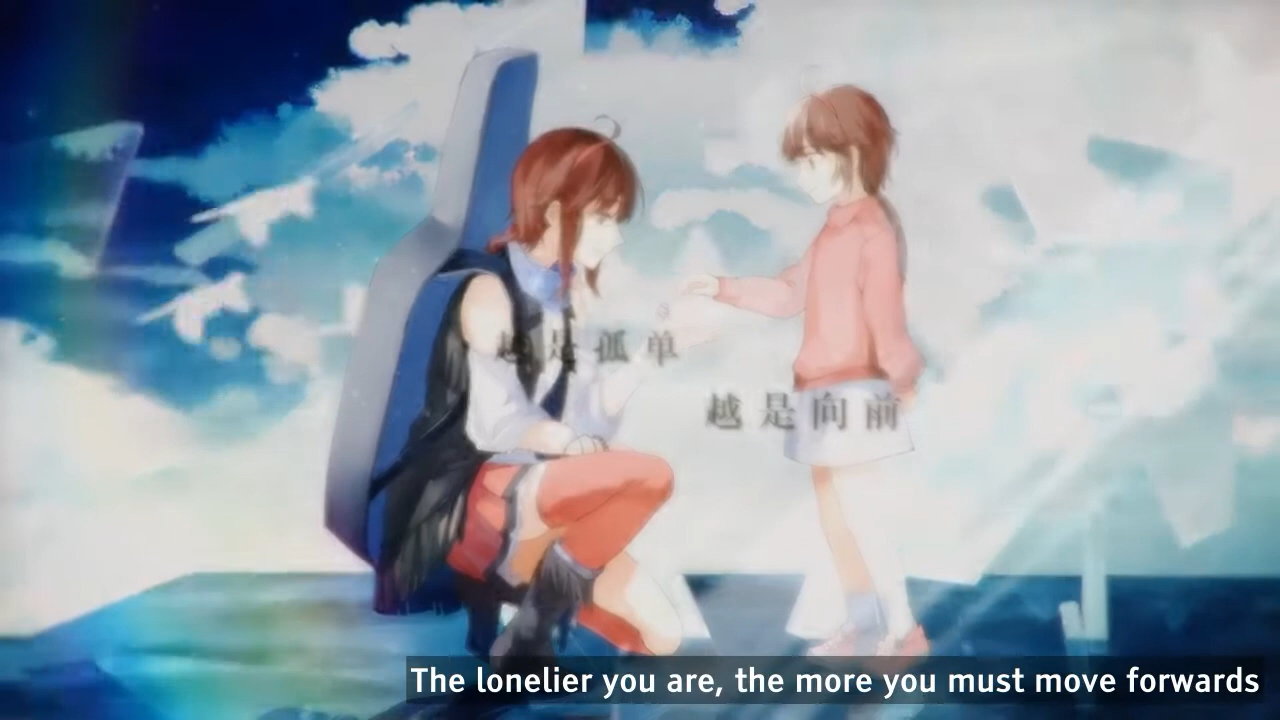 越是孤单
越是向前
The lonelier you are, the more you must move forwards